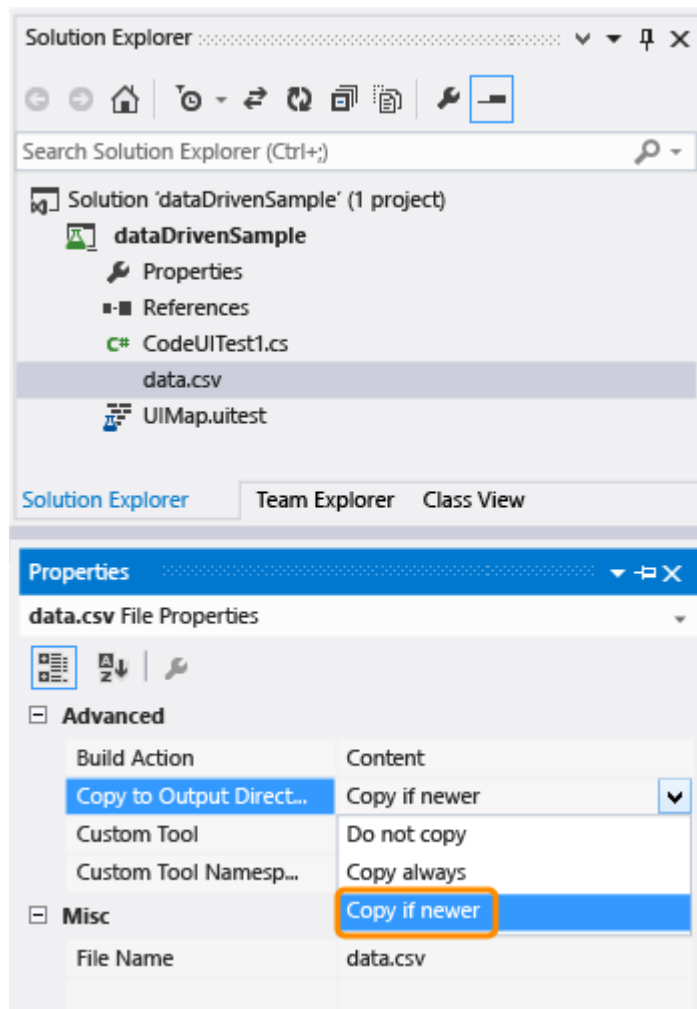 Solution Explorer
Search Solution Explorer (Ctrl+;)
Solution 'dataDrivenSample' (1 project)
dataDrivenSample
Properties
References
C# CodeUITest1.cs
data.csv
UIMap.uitest
Solution Explorer Team Explorer Class View
Properties
data.csv File Properties
Advanced
Build Action Content
Copy to Output Direct... Copy if newer
Custom Tool Do not copy
Custom Tool Namesp... Copy always
Misc Copy if newer
File Name data.csv